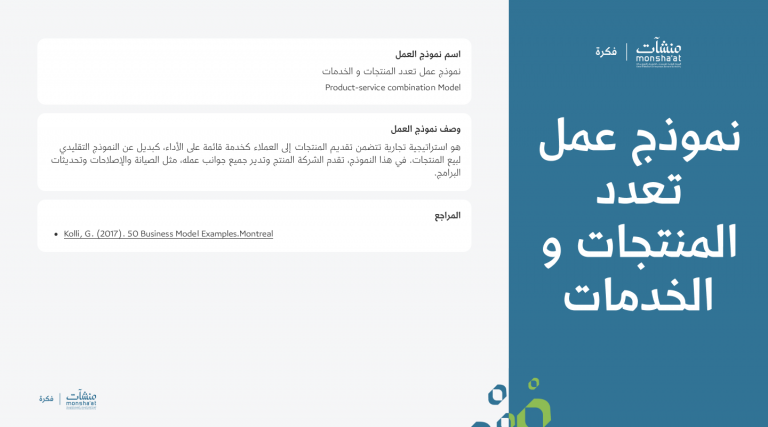 منشآت
monsha'at
فكرة
نموذج عمل
تعدد
المنتجات و
الخدمات
اسم نموذج العمل
نموذج عمل تعدد المنتجات و الخدمات
Product-service combination Model
وصف نموذج العمل
هو استراتيجية تجارية تتضمن تقديم المنتجات إلى العملاء كخدمة قائمة على الأداء، كبديل عن النموذج التقليدي
لبيع المنتجات. في هذا النموذج، تقدم الشركة المنتج وتدير جميع جوانب عمله، مثل الصيانة والإصلاحات وتحديثات
البرامج.
المراجع
• Kolli, G. (2017). 50 Business Model Examples.Montreal
منشآت
monsha'at
فكرة